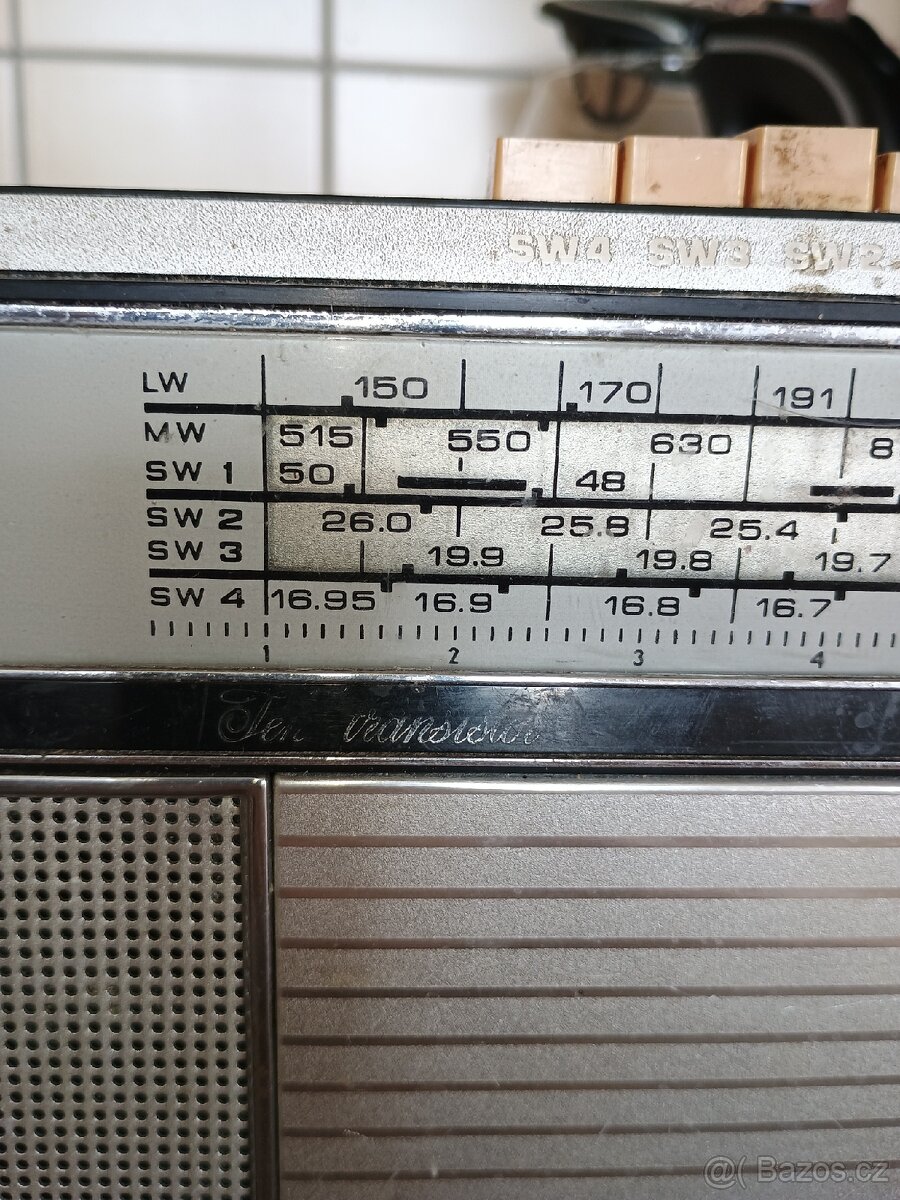 SW4 SW3 SW2
LW 150 170 191
MW 515 550 630 8
SW 1 50 48
SW 2 26.0 25.8 25.4
SW 3 19.9 19.8 19.7
SW 4 16.95 16.9 16.8 16.7
1 2 3 4
Ten
@( Bazos.cz